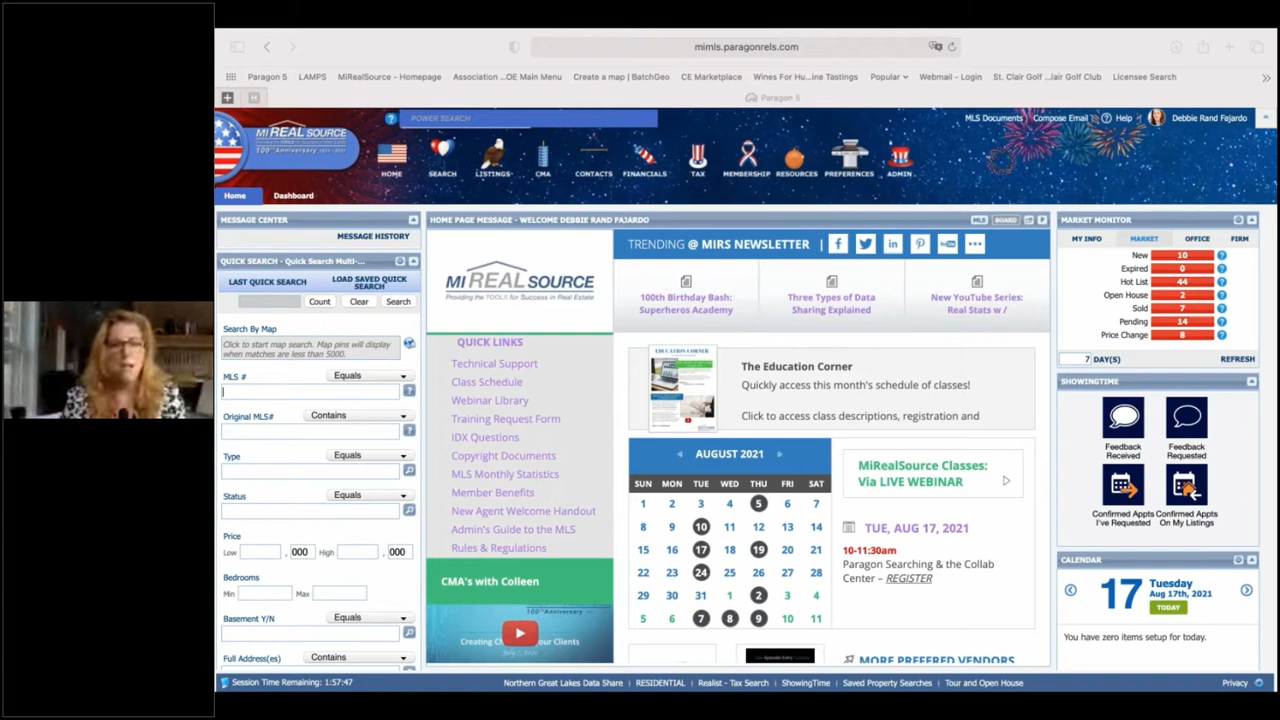 mimls.paragonrels.com
Paragon 5 LAMPS MiRealSource - Homepage Association ...OE Main Menu Create a map | BatchGeo CE Marketplace Wines For Hu...ine Tastings Popular Webmail - Login St. Clair Golf ...lair Golf Club Licensee Search
Paragon 5
MiREAL SOURCE
100th Anniversary
? POWER SEARCH
MLS Documents Compose Email ? Help Debbie Rand Fajardo
HOME SEARCH LISTINGS CMA CONTACTS FINANCIALS TAX MEMBERSHIP RESOURCES PREFERENCES ADMIN
Home Dashboard
MESSAGE CENTER
MESSAGE HISTORY
QUICK SEARCH - Quick Search Multi-...
LAST QUICK SEARCH
LOAD SAVED QUICK SEARCH
Count Clear Search
Search By Map
Click to start map search. Map pins will display
when matches are less than 5000.
MLS # Equals
Original MLS# Contains
Type Equals
Status Equals
Price
Low , 000 High , 000
Bedrooms
Min Max
Basement Y/N Equals
Full Address(es) Contains
HOME PAGE MESSAGE - WELCOME DEBBIE RAND FAJARDO
MLS BOARD
MiREALSOURCE
Providing the TOOLS for Success in Real Estate
TRENDING @ MIRS NEWSLETTER |
100th Birthday Bash:
Superheros Academy
Three Types of Data
Sharing Explained
New YouTube Series:
Real Stats w /
QUICK LINKS
Technical Support
Class Schedule
Webinar Library
Training Request Form
IDX Questions
Copyright Documents
MLS Monthly Statistics
Member Benefits
New Agent Welcome Handout
Admin's Guide to the MLS
Rules & Regulations
CMA's with Colleen
EDUCATION CORNER
The Education Corner
Quickly access this month's schedule of classes!
Click to access class descriptions, registration and
AUGUST 2021
SUN MON TUE WED THU FRI SAT
1 2 3 4 5 6 7
8 9 10 11 12 13 14
15 16 17 18 19 20 21
22 23 24 25 26 27 28
29 30 31 1 2 3 4
5 6 7 8 9 10 11
MiRealSource Classes:
Via LIVE WEBINAR
TUE, AUG 17, 2021
10-11:30am
Paragon Searching & the Collab
Center – REGISTER
MORE PREFERRED VENDORS
MARKET MONITOR
MY INFO MARKET OFFICE FIRM
New 10 ?
Expired 0 ?
Hot List 44 ?
Open House 2 ?
Sold 7 ?
Pending 14 ?
Price Change 8 ?
7 DAY(S) REFRESH
SHOWINGTIME
Feedback
Received
Feedback
Requested
Confirmed Appts
I've Requested
Confirmed Appts
On My Listings
CALENDAR
17 Tuesday
Aug 17th, 2021
TODAY
You have zero items setup for today.
Session Time Remaining: 1:57:47
Northern Great Lakes Data Share | RESIDENTIAL | Realist - Tax Search | ShowingTime | Saved Property Searches | Tour and Open House
Privacy